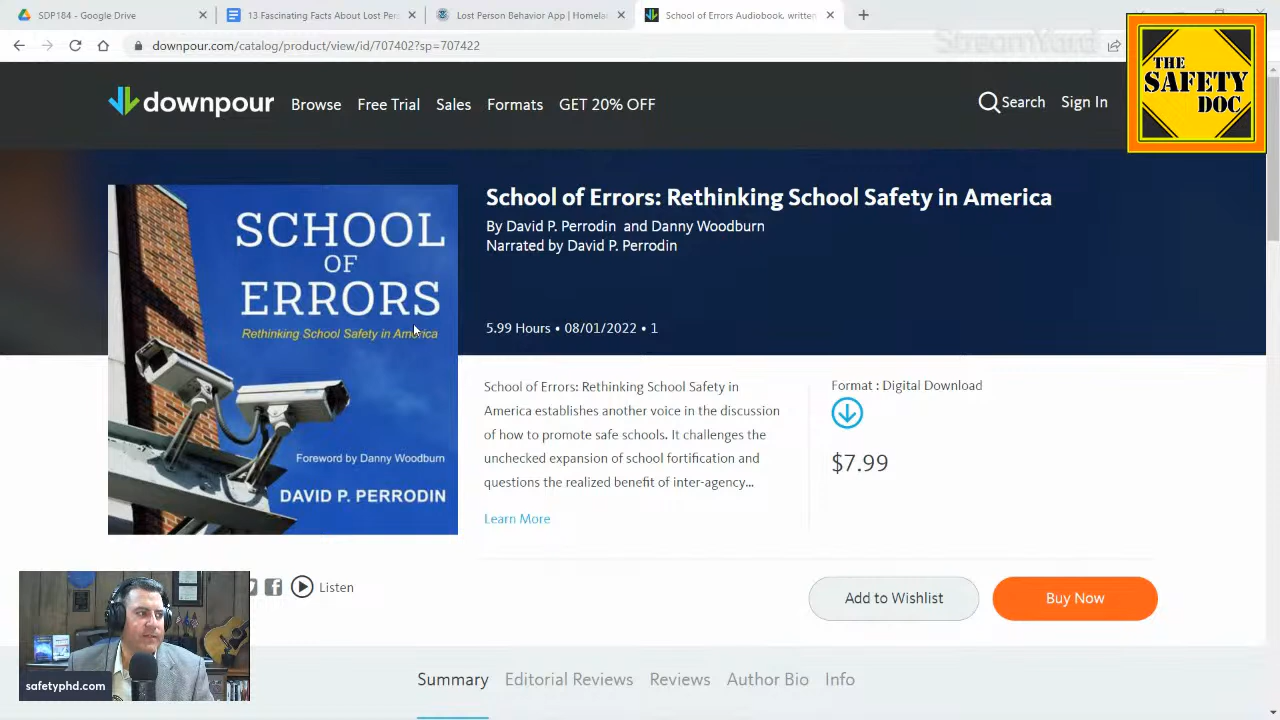 SDP184 - Google Drive
13 Fascinating Facts About Lost Pe
Lost Person Behavior App | Homela
School of Errors Audiobook, written
downpour.com/catalog/product/view/id/707402?sp=707422
StreamYard
THE
SAFETY
DOC
downpour
Browse
Free Trial
Sales
Formats
GET 20% OFF
Search
Sign In
SCHOOL
OF
ERRORS
Rethinking School Safety in America
Foreword by Danny Woodburn
DAVID P. PERRODIN
School of Errors: Rethinking School Safety in America
By David P. Perrodin and Danny Woodburn
Narrated by David P. Perrodin
5.99 Hours • 08/01/2022 • 1
School of Errors: Rethinking School Safety in
America establishes another voice in the discussion
of how to promote safe schools. It challenges the
unchecked expansion of school fortification and
questions the realized benefit of inter-agency...
Learn More
Format : Digital Download
$7.99
Listen
Add to Wishlist
Buy Now
safetyphd.com
Summary
Editorial Reviews
Reviews
Author Bio
Info